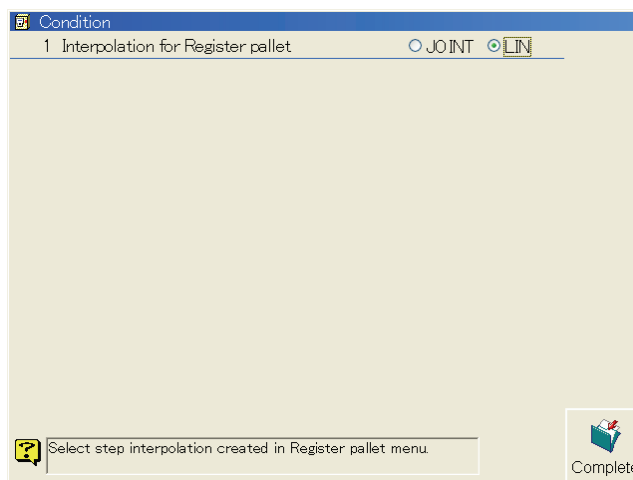 Condition
1 Interpolation for Register pallet JOINT LIN
Select step interpolation created in Register pallet menu.
Complete